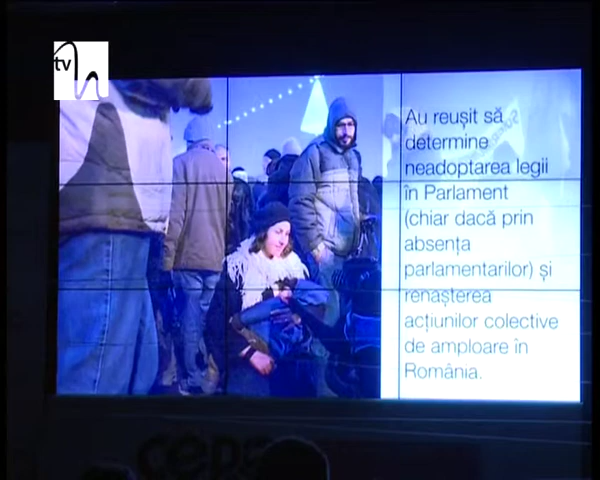 tv
Au reușit să
determine
neadoptarea legii
în Parlament
(chiar dacă prin
absența
parlamentarilor) și
renașterea
acțiunilor colective
de amploare în
România.